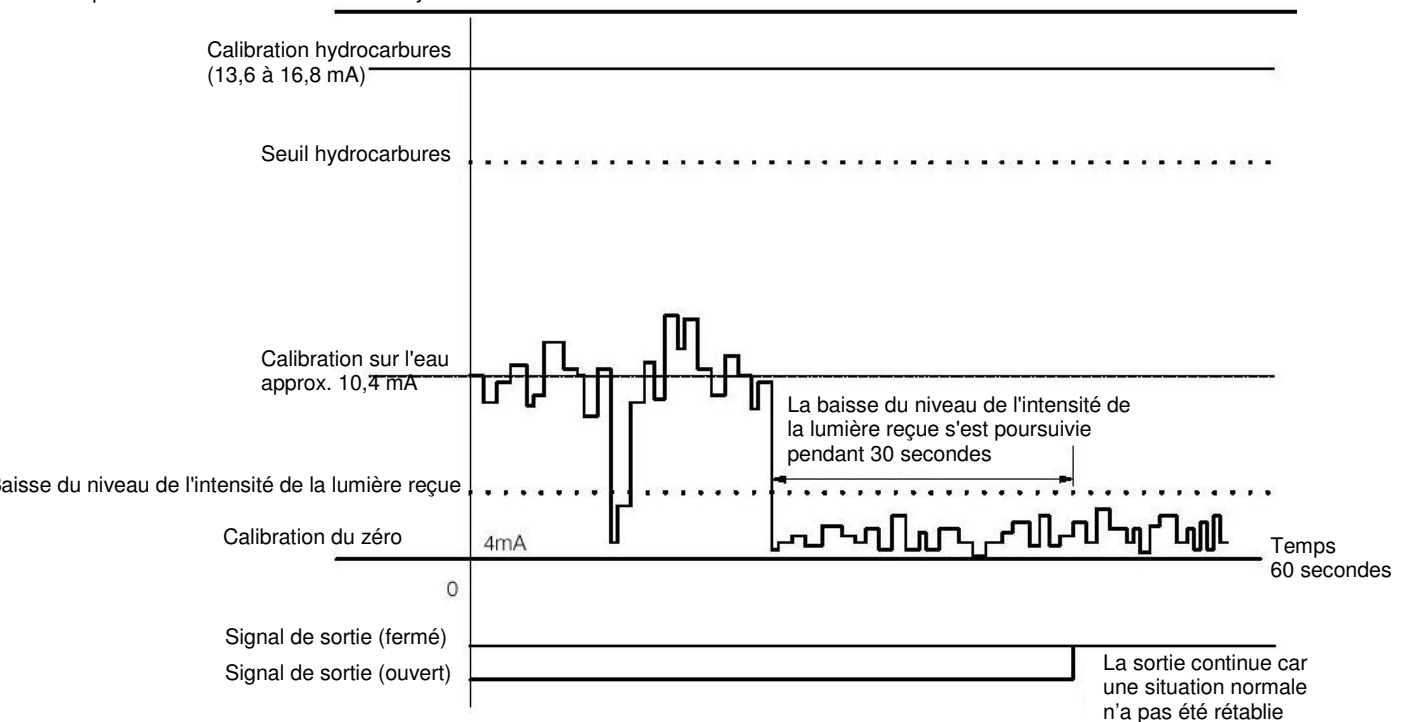 Calibration hydrocarbures
(13,6 à 16,8 mA)
Seuil hydrocarbures
Calibration sur l'eau
approx. 10,4 mA
La baisse du niveau de l'intensité de
la lumière reçue s'est poursuivie
pendant 30 secondes
Baisse du niveau de l'intensité de la lumière reçue
Calibration du zéro
4mA
Temps
60 secondes
0
Signal de sortie (fermé)
Signal de sortie (ouvert)
La sortie continue car
une situation normale
n'a pas été rétablie